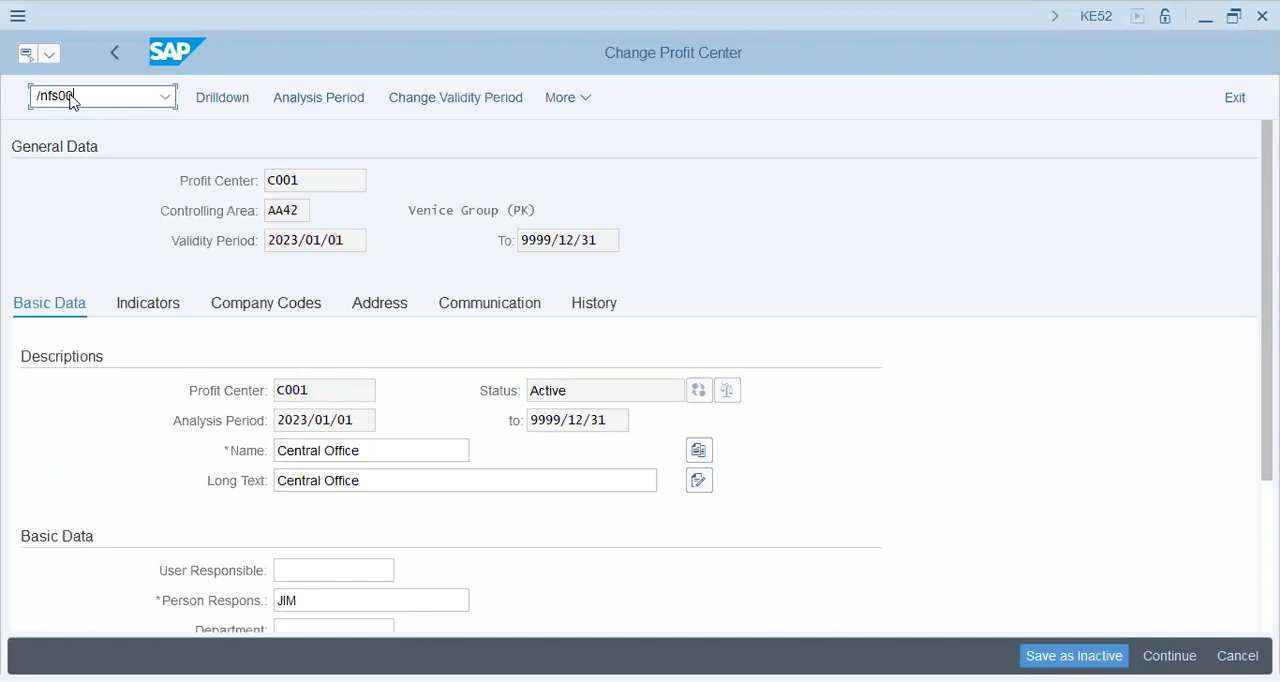 KE52
SAP
Change Profit Center
/nfs00
Drilldown
Analysis Period
Change Validity Period
More
Exit
General Data
Profit Center: C001
Controlling Area: AA42 Venice Group (PK)
Validity Period: 2023/01/01 To: 9999/12/31
Basic Data
Indicators
Company Codes
Address
Communication
History
Descriptions
Profit Center: C001 Status: Active
Analysis Period: 2023/01/01 to: 9999/12/31
*Name: Central Office
Long Text: Central Office
Basic Data
User Responsible:
*Person Respons.: JIM
Department:
Save as Inactive
Continue
Cancel